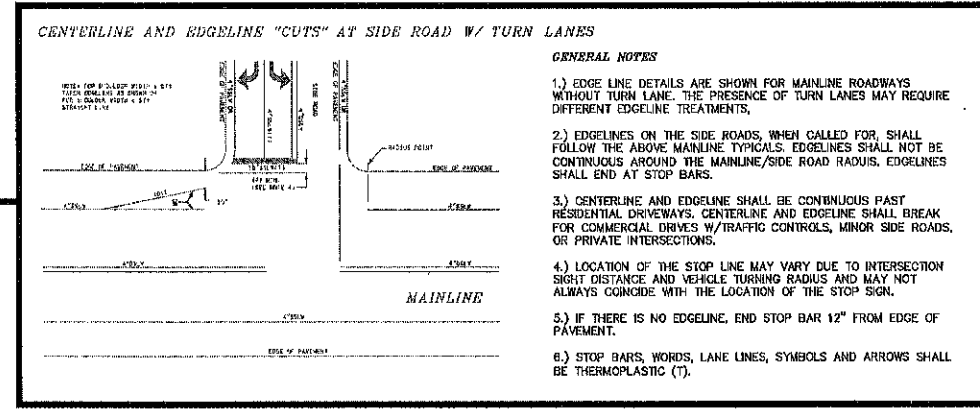 CENTERLINE AND EDGELINE "CUTS" AT SIDE ROAD W/ TURN LANES
GENERAL NOTES
1.) EDGE LINE DETAILS ARE SHOWN FOR MAINLINE ROADWAYS
WITHOUT TURN LANE. THE PRESENCE OF TURN LANES MAY REQUIRE
DIFFERENT EDGELINE TREATMENTS,
2.) EDGELINES ON THE SIDE ROADS, WHEN CALLED FOR, SHALL
FOLLOW THE ABOVE MAINLINE TYPICALS. EDGELINES SHALL NOT BE
CONTINUOUS AROUND THE MAINLINE/SIDE ROAD RADUIS. EDGELINES
SHALL END AT STOP BARS.
3.) CENTERLINE AND EDGELINE SHALL BE CONTINUOUS PAST
RESIDENTIAL DRIVEWAYS. CENTERLINE AND EDGELINE SHALL BREAK
FOR COMMERCIAL DRIVES W/TRAFFIC CONTROLS, MINOR SIDE ROADS,
OR PRIVATE INTERSECTIONS.
4.) LOCATION OF THE STOP LINE MAY VARY DUE TO INTERSECTION
SIGHT DISTANCE AND VEHICLE TURNING RADIUS AND MAY NOT
ALWAYS COINCIDE WITH THE LOCATION OF THE STOP SIGN.
5.) IF THERE IS NO EDGELINE, END STOP BAR 12" FROM EDGE OF
PAVEMENT.
6.) STOP BARS, WORDS, LANE LINES, SYMBOLS AND ARROWS SHALL
BE THERMOPLASTIC (T).
SIDE ROAD
RADIUS POINT
EDGE OF PAVEMENT
EDGE OF PAVEMENT
MAINLINE
EDGE OF PAVEMENT